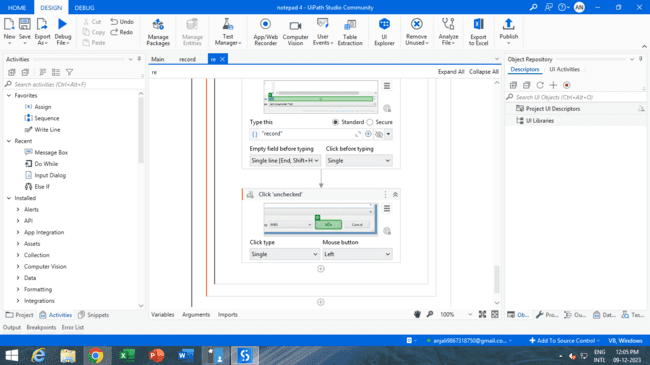 notepad 4 - UiPath Studio Community
HOME DESIGN DEBUG AN
New Save Export As Debug File Cut Copy Paste Undo Redo Manage Packages Manage Entities Test Manager App/Web Recorder Computer Vision User Events Table Extraction UI Explorer Remove Unused Analyze File Export to Excel Publish
Activities
Search activities (Ctrl+Alt+F)
Favorites
Assign
Sequence
Write Line
Recent
Message Box
Do While
Input Dialog
Else If
Installed
Alerts
API
App Integration
Assets
Collection
Computer Vision
Data
Formatting
Integrations
Project Activities Snippets
Main record re
re Expand All Collapse All
Type this Standard Secure
"record"
Empty field before typing Click before typing
Single line [End, Shift+H Single
Click 'unchecked'
Cancel
Click type Mouse button
Single Left
Variables Arguments Imports 100%
Object Repository
Descriptors UI Activities
Search UI Objects (Ctrl+Alt+O)
Project UI Descriptors
UI Libraries
Ob... Pro... Ou... Dat... Tes...
Output Breakpoints Error List
anjali9867318750@gmail.co... Add To Source Control VB, Windows
ENG 12:05 PM
INTL 09-12-2023